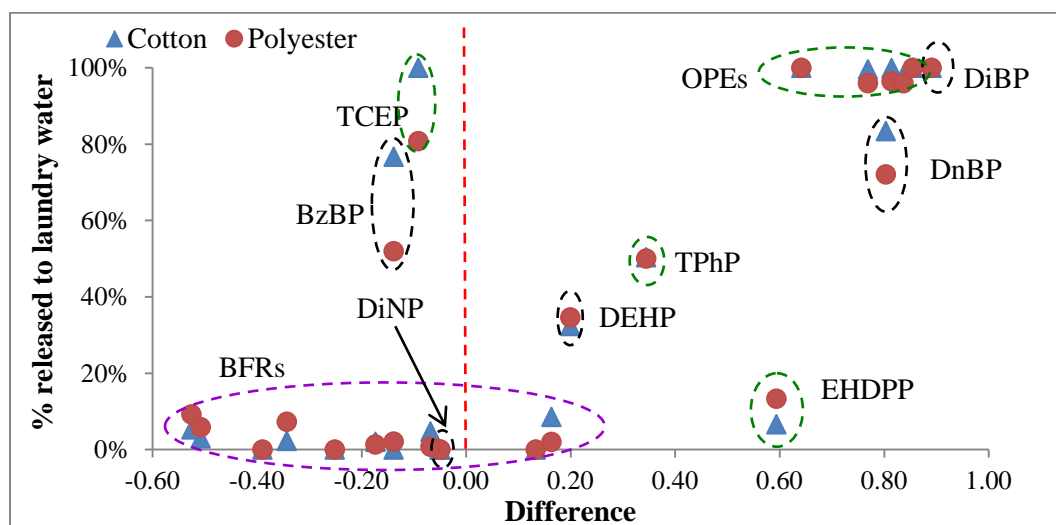 Cotton Polyester
100%
80%
60%
40%
20%
0%
% released to laundry water
OPEs
DiBP
TCEP
DnBP
BzBP
TPhP
DiNP
DEHP
BFRs
EHDPP
-0.60 -0.40 -0.20 0.00 0.20 0.40 0.60 0.80 1.00
Difference